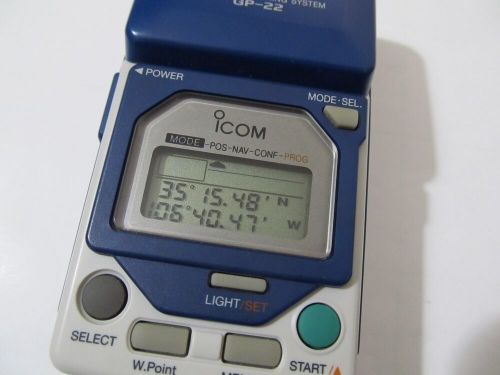 SYSTEM
GP-22
POWER
MODE·SEL.
iCOM
MODE-POS-NAV-CONF-PROG
35°15.48' N
106°40.47' W
LIGHT/SET
SELECT
W.Point
START/▲